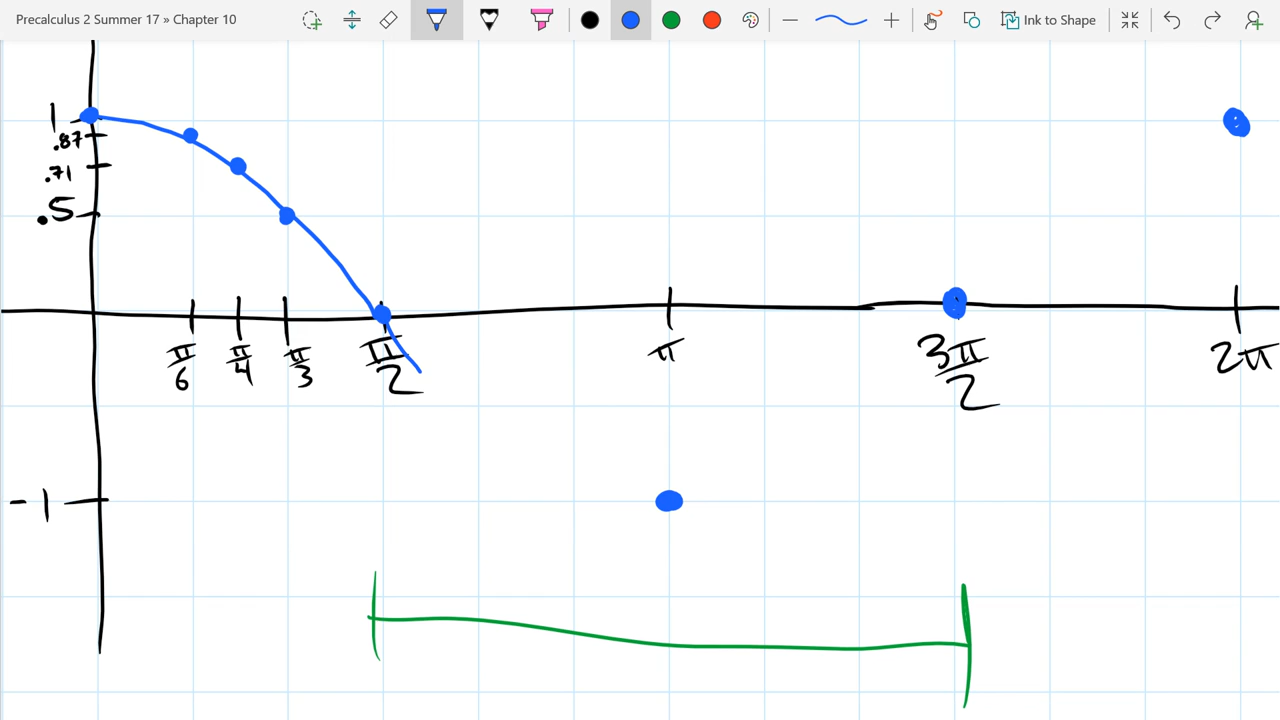 Precalculus 2 Summer 17 » Chapter 10
Ink to Shape
1
.87
.71
.5
π/6 π/4 π/3 π/2 π 3π/2 2π
-1